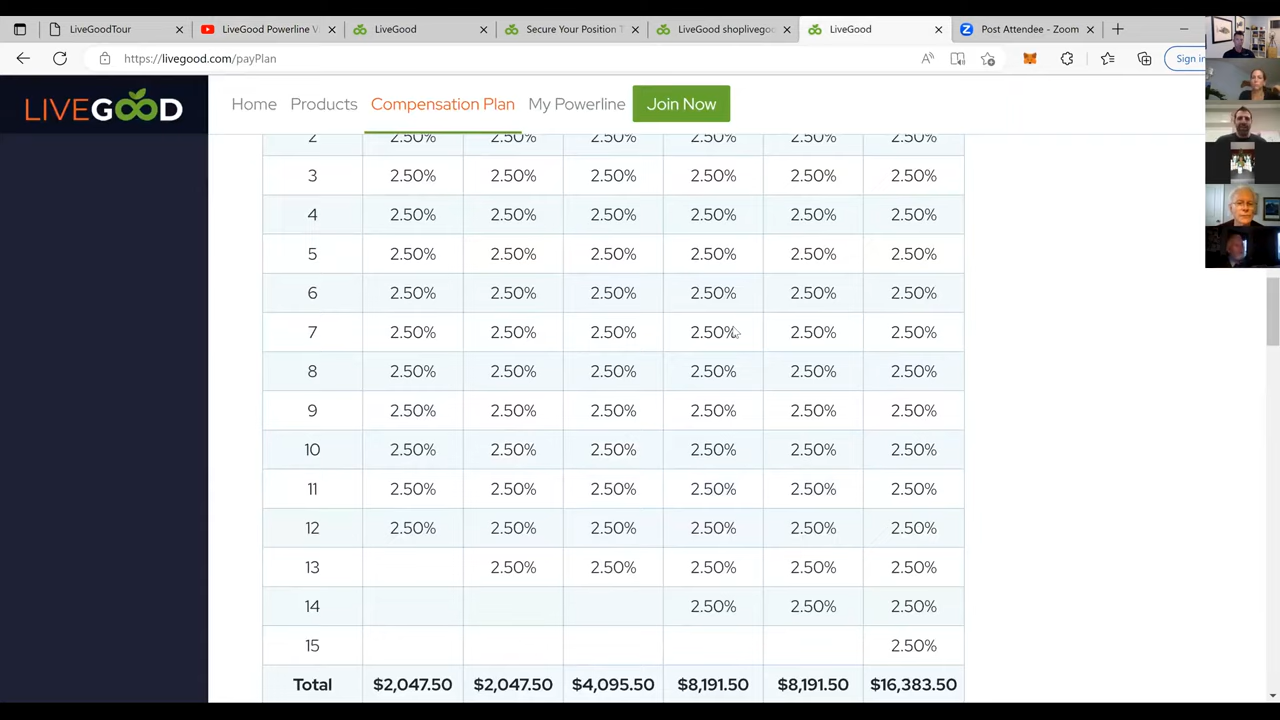 LiveGoodTour
LiveGood Powerline V
LiveGood
Secure Your Position T
LiveGood shoplivegoo
LiveGood
Post Attendee - Zoom
https://livegood.com/payPlan
Sign in
LIVEGOOD
Home Products Compensation Plan My Powerline Join Now
2 2.50% 2.50% 2.50% 2.50% 2.50% 2.50%
3 2.50% 2.50% 2.50% 2.50% 2.50% 2.50%
4 2.50% 2.50% 2.50% 2.50% 2.50% 2.50%
5 2.50% 2.50% 2.50% 2.50% 2.50% 2.50%
6 2.50% 2.50% 2.50% 2.50% 2.50% 2.50%
7 2.50% 2.50% 2.50% 2.50% 2.50% 2.50%
8 2.50% 2.50% 2.50% 2.50% 2.50% 2.50%
9 2.50% 2.50% 2.50% 2.50% 2.50% 2.50%
10 2.50% 2.50% 2.50% 2.50% 2.50% 2.50%
11 2.50% 2.50% 2.50% 2.50% 2.50% 2.50%
12 2.50% 2.50% 2.50% 2.50% 2.50% 2.50%
13 2.50% 2.50% 2.50% 2.50% 2.50%
14 2.50% 2.50% 2.50%
15 2.50%
Total $2,047.50 $2,047.50 $4,095.50 $8,191.50 $8,191.50 $16,383.50